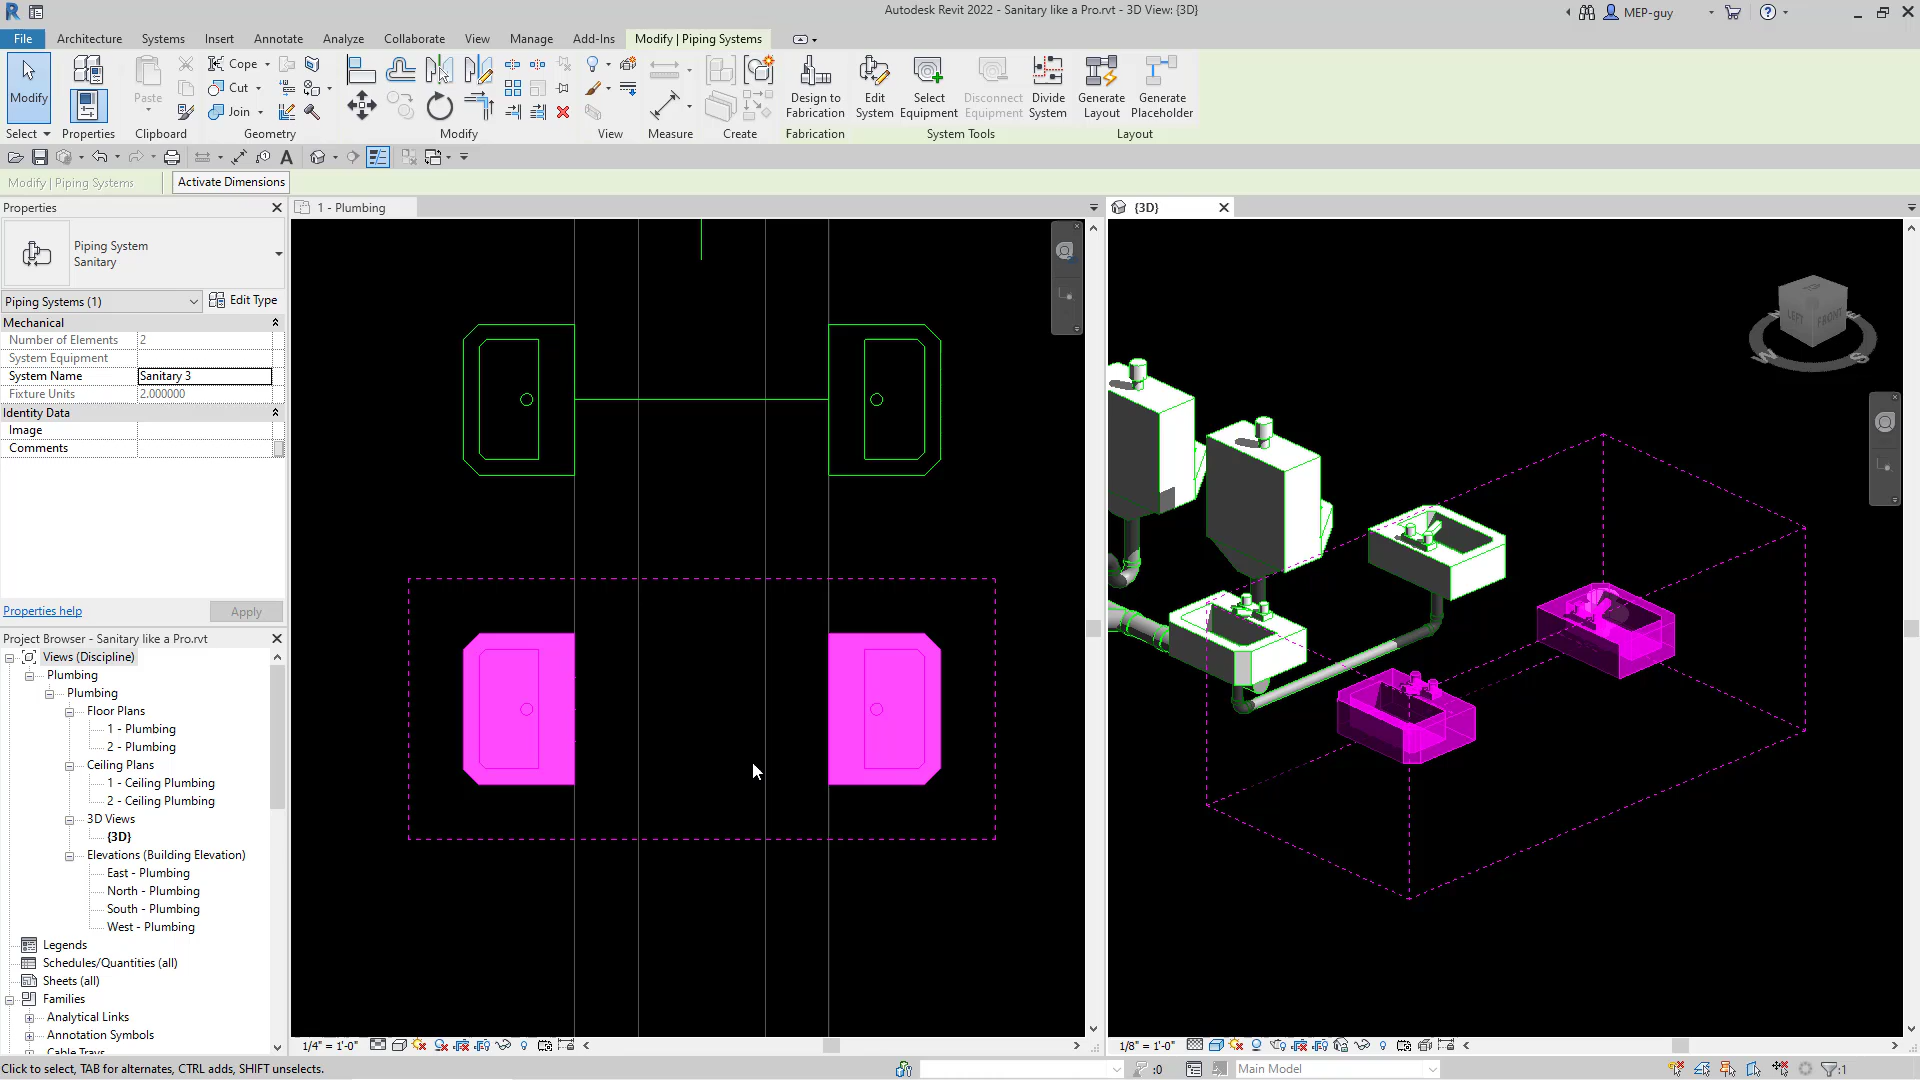 Autodesk Revit 2022 - Sanitary like a Pro.rvt - 3D View: {3D}
MEP-guy
File Architecture Systems Insert Annotate Analyze Collaborate View Manage Add-Ins Modify | Piping Systems
Modify
Properties
Paste
Cope
Cut
Join
Design to Fabrication
Edit System
Select Equipment
Disconnect Equipment
Divide System
Generate Layout
Generate Placeholder
Select Properties Clipboard Geometry Modify View Measure Create Fabrication System Tools Layout
Modify | Piping Systems Activate Dimensions
Properties
Piping System
Sanitary
Piping Systems (1) Edit Type
Mechanical
Number of Elements 2
System Equipment
System Name Sanitary 3
Fixture Units 2.000000
Identity Data
Image
Comments
Properties help Apply
Project Browser - Sanitary like a Pro.rvt
Views (Discipline)
Plumbing
Plumbing
Floor Plans
1 - Plumbing
2 - Plumbing
Ceiling Plans
1 - Ceiling Plumbing
2 - Ceiling Plumbing
3D Views
{3D}
Elevations (Building Elevation)
East - Plumbing
North - Plumbing
South - Plumbing
West - Plumbing
Legends
Schedules/Quantities (all)
Sheets (all)
Families
Analytical Links
Annotation Symbols
Cable Trays
1 - Plumbing
{3D}
LEFT FRONT
W S
1/4" = 1'-0"
1/8" = 1'-0"
Click to select, TAB for alternates, CTRL adds, SHIFT unselects.
:0
Main Model
:1